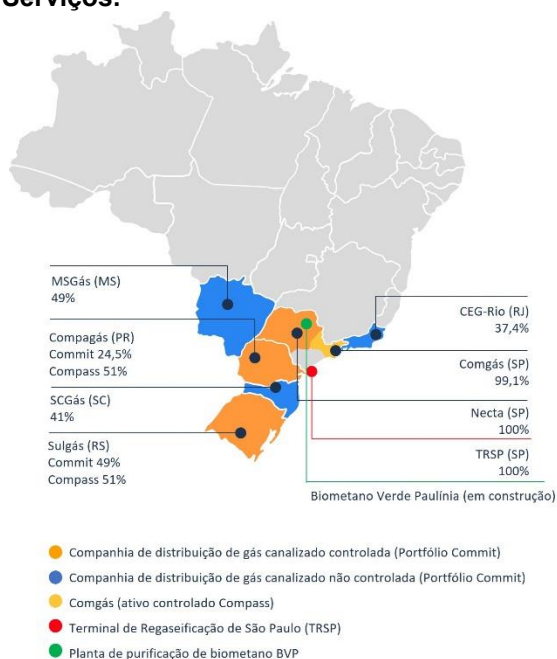 Serviços:
MSGás (MS)
49%
Compagás (PR)
Commit 24,5%
Compass 51%
SCGás (SC)
41%
Sulgás (RS)
Commit 49%
Compass 51%
CEG-Rio (RJ)
37,4%
Comgás (SP)
99,1%
Necta (SP)
100%
TRSP (SP)
100%
Biometano Verde Paulínia (em construção)
Companhia de distribuição de gás canalizado controlada (Portfólio Commit)
Companhia de distribuição de gás canalizado não controlada (Portfólio Commit)
Comgás (ativo controlado Compass)
Terminal de Regaseificação de São Paulo (TRSP)
Planta de purificação de biometano BVP